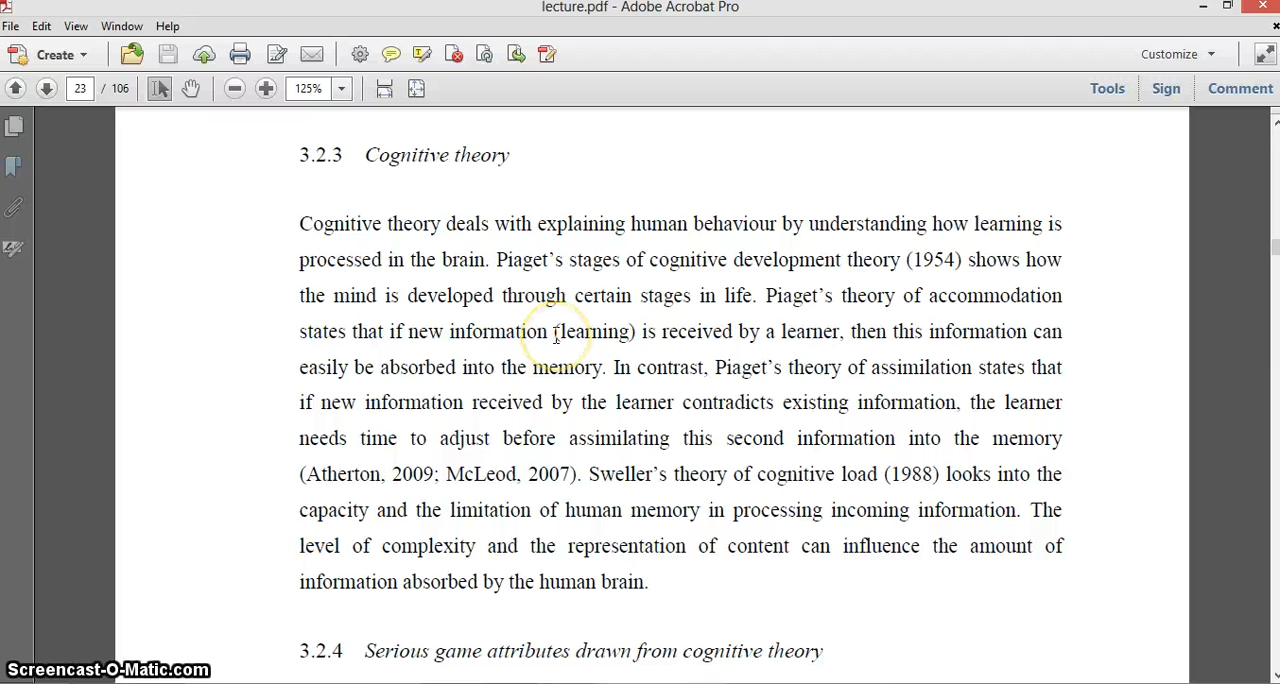 lecture.pdf - Adobe Acrobat Pro
File Edit View Window Help
Create Customize
23 / 106 125% Tools Sign Comment
3.2.3 Cognitive theory
Cognitive theory deals with explaining human behaviour by understanding how learning is
processed in the brain. Piaget's stages of cognitive development theory (1954) shows how
the mind is developed through certain stages in life. Piaget's theory of accommodation
states that if new information (learning) is received by a learner, then this information can
easily be absorbed into the memory. In contrast, Piaget's theory of assimilation states that
if new information received by the learner contradicts existing information, the learner
needs time to adjust before assimilating this second information into the memory
(Atherton, 2009; McLeod, 2007). Sweller's theory of cognitive load (1988) looks into the
capacity and the limitation of human memory in processing incoming information. The
level of complexity and the representation of content can influence the amount of
information absorbed by the human brain.
3.2.4 Serious game attributes drawn from cognitive theory
Screencast-O-Matic.com